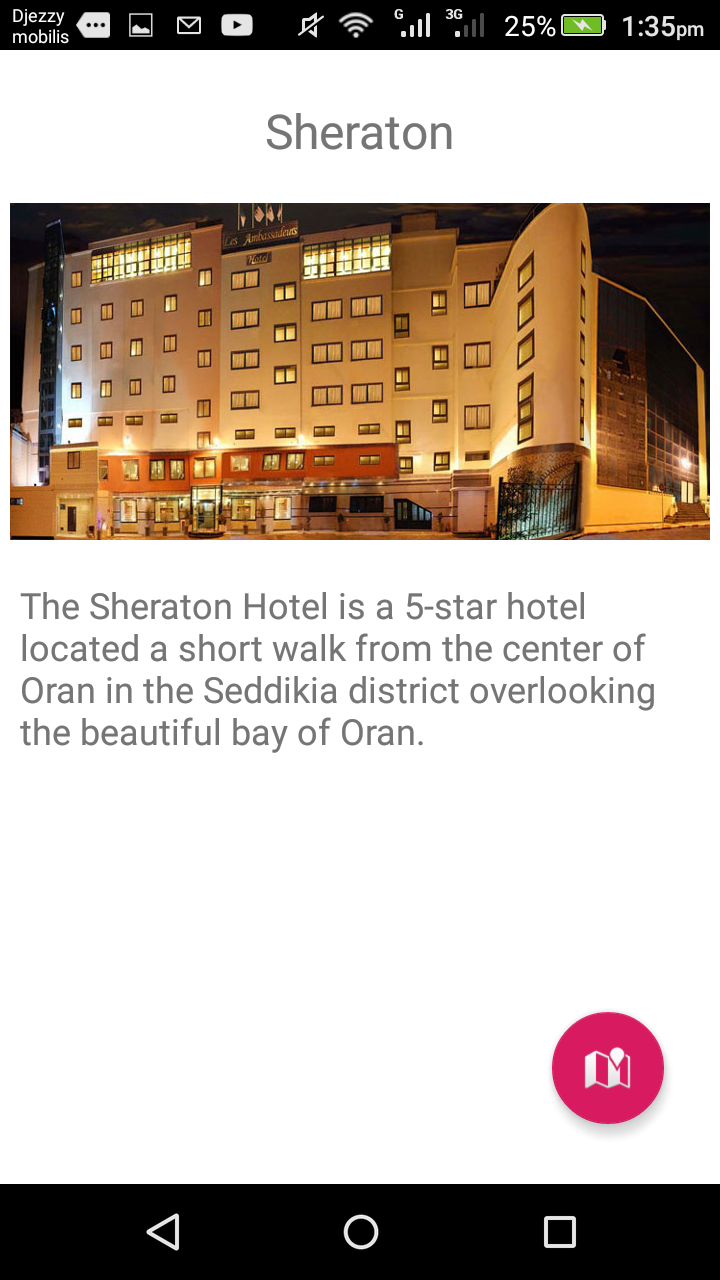 Djezzy
mobilis
G
3G
25%
1:35pm
Sheraton
Les Ambassadeurs
Hotel
The Sheraton Hotel is a 5-star hotel
located a short walk from the center of
Oran in the Seddikia district overlooking
the beautiful bay of Oran.